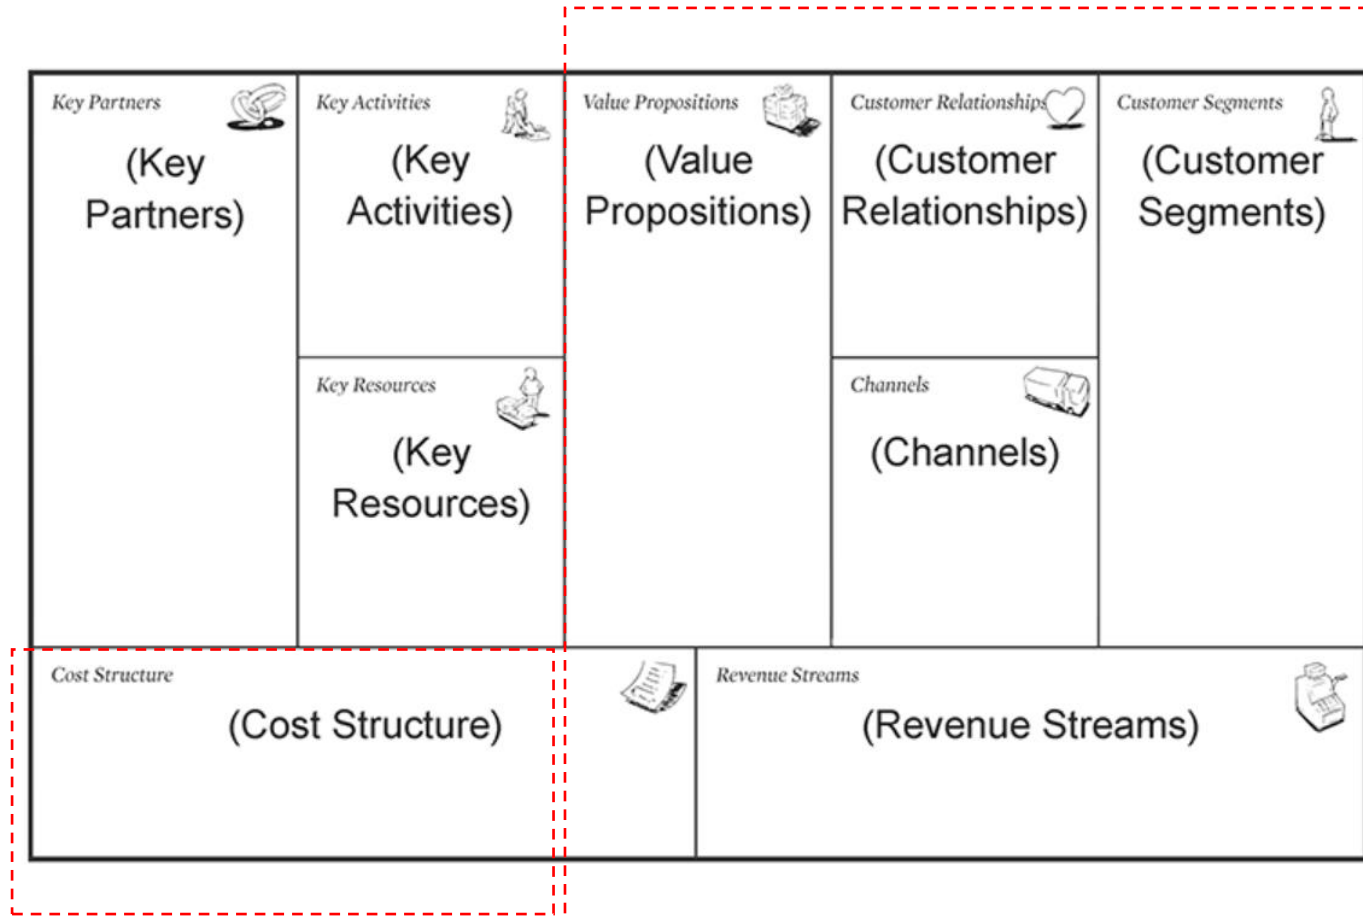 Key Partners
(Key
Partners)
Key Activities
(Key
Activities)
Key Resources
(Key
Resources)
Value Propositions
(Value
Propositions)
Customer Relationships
(Customer
Relationships)
Channels
(Channels)
Customer Segments
(Customer
Segments)
Cost Structure
(Cost Structure)
Revenue Streams
(Revenue Streams)